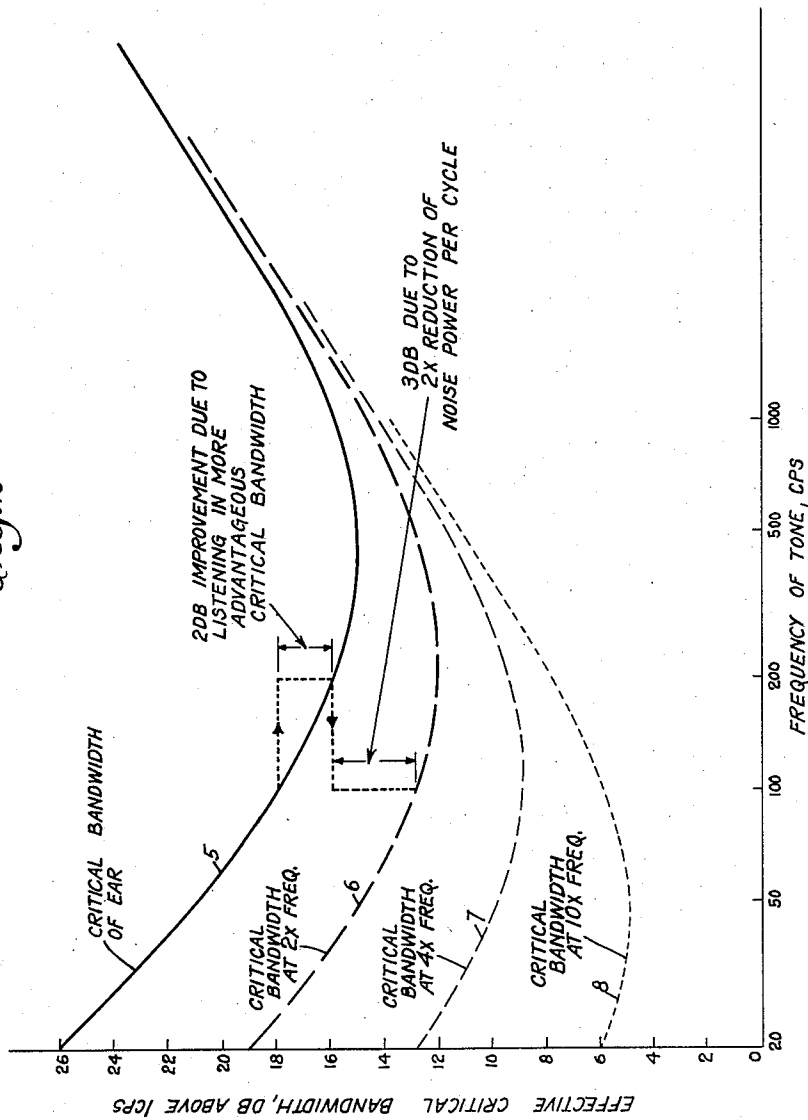 2DB IMPROVEMENT DUE TO
LISTENING IN MORE
ADVANTAGEOUS
CRITICAL BANDWIDTH
CRITICAL BANDWIDTH
OF EAR
5
3DB DUE TO
2X REDUCTION OF
NOISE POWER PER CYCLE
CRITICAL
BANDWIDTH
AT 2X FREQ.
6
CRITICAL
BANDWIDTH
AT 4X FREQ.
7
CRITICAL
BANDWIDTH
AT 10X FREQ.
8
EFFECTIVE CRITICAL BANDWIDTH, DB ABOVE 1CPS
26
24
22
20
18
16
14
12
10
8
6
4
2
0
20
50
100
200
500
1000
FREQUENCY OF TONE, CPS